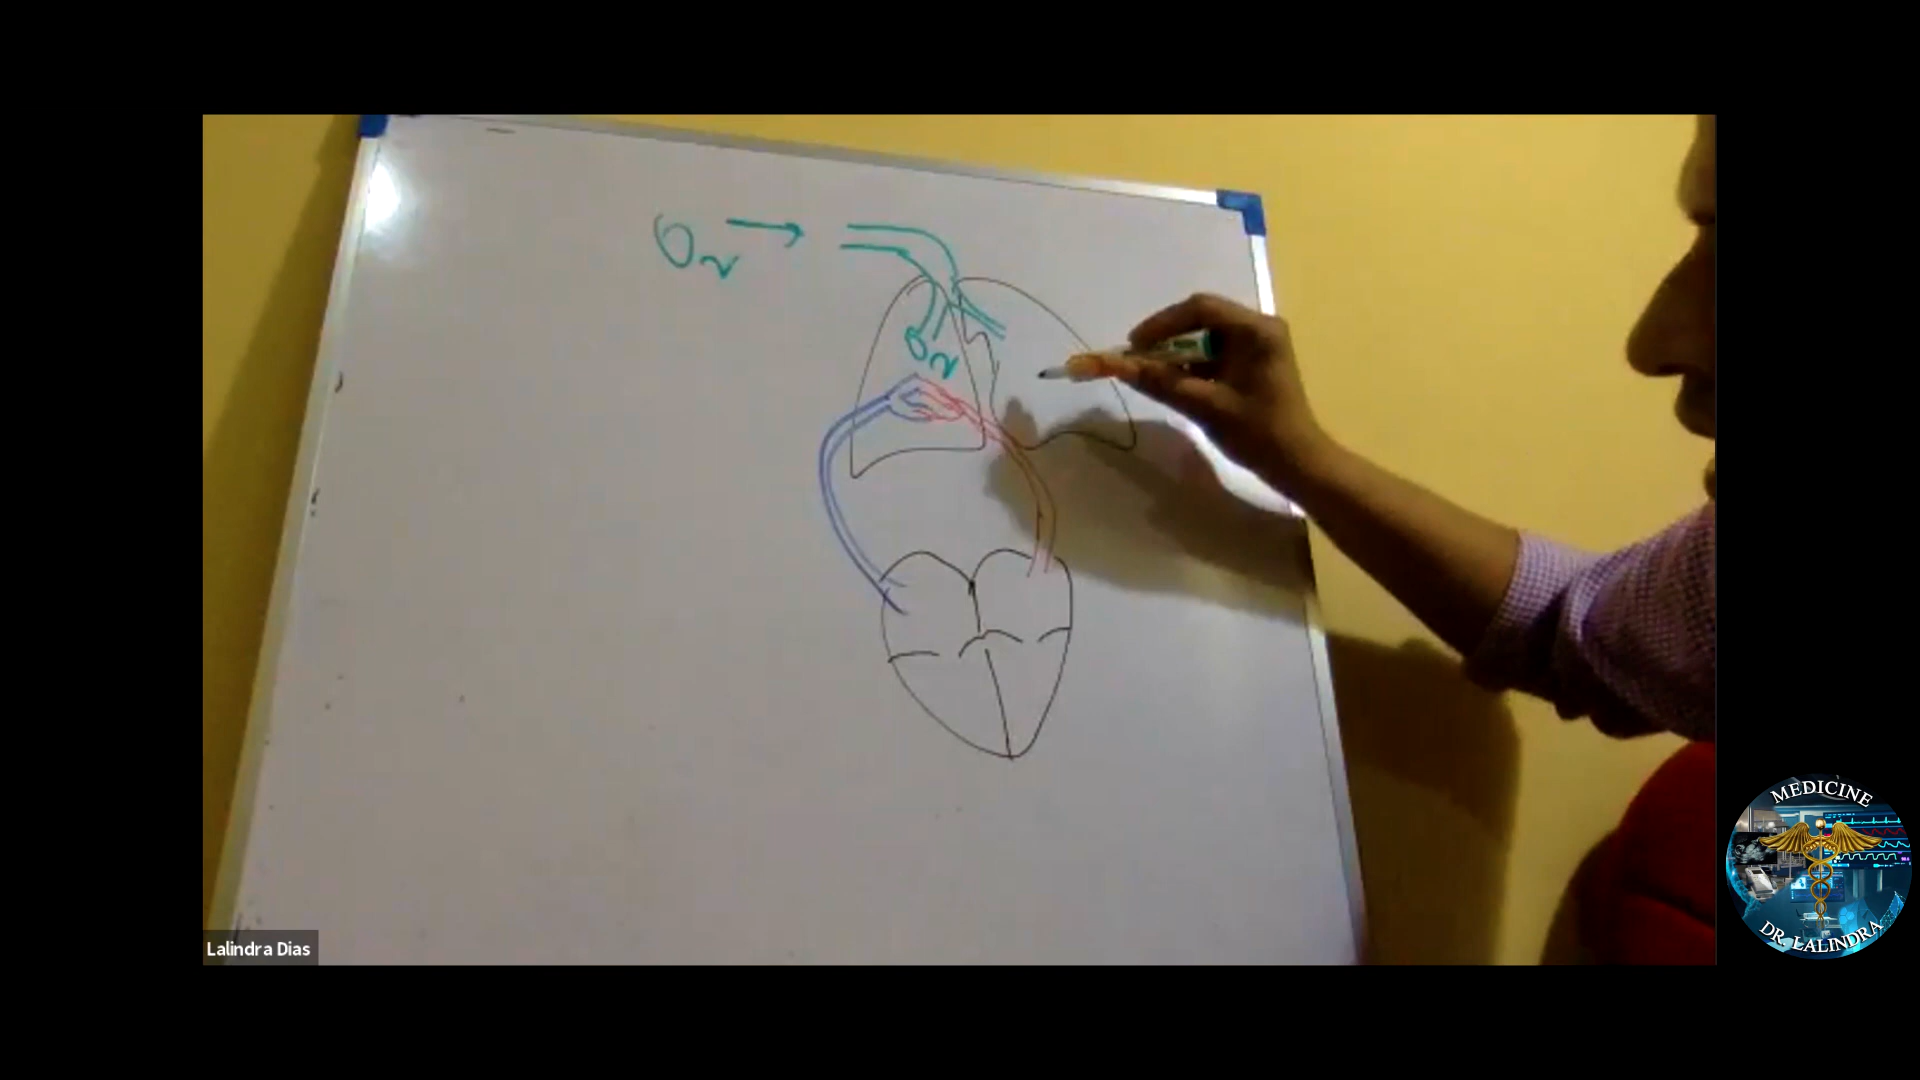 O₂ →
O₂
Lalindra Dias
MEDICINE
DR. LALINDRA